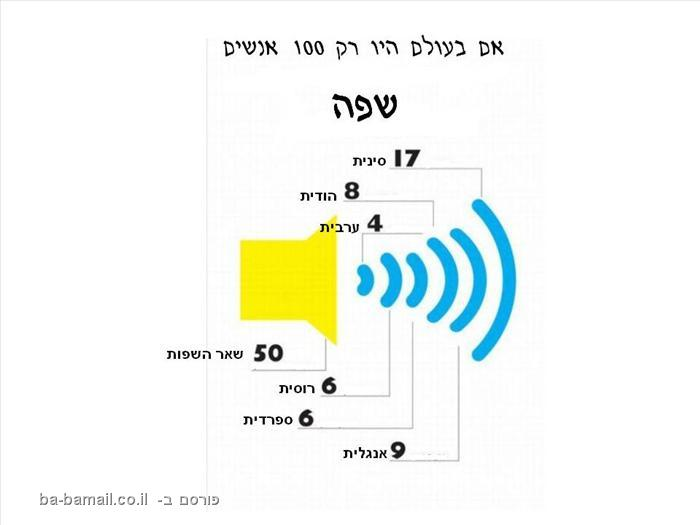 אם בעולם היו רק 100 אנשים
שפה
17 סינית
8 הודית
4 ערבית
50 שאר השפות
6 רוסית
6 ספרדית
9 אנגלית
פורסם ב- ba-bamail.co.il